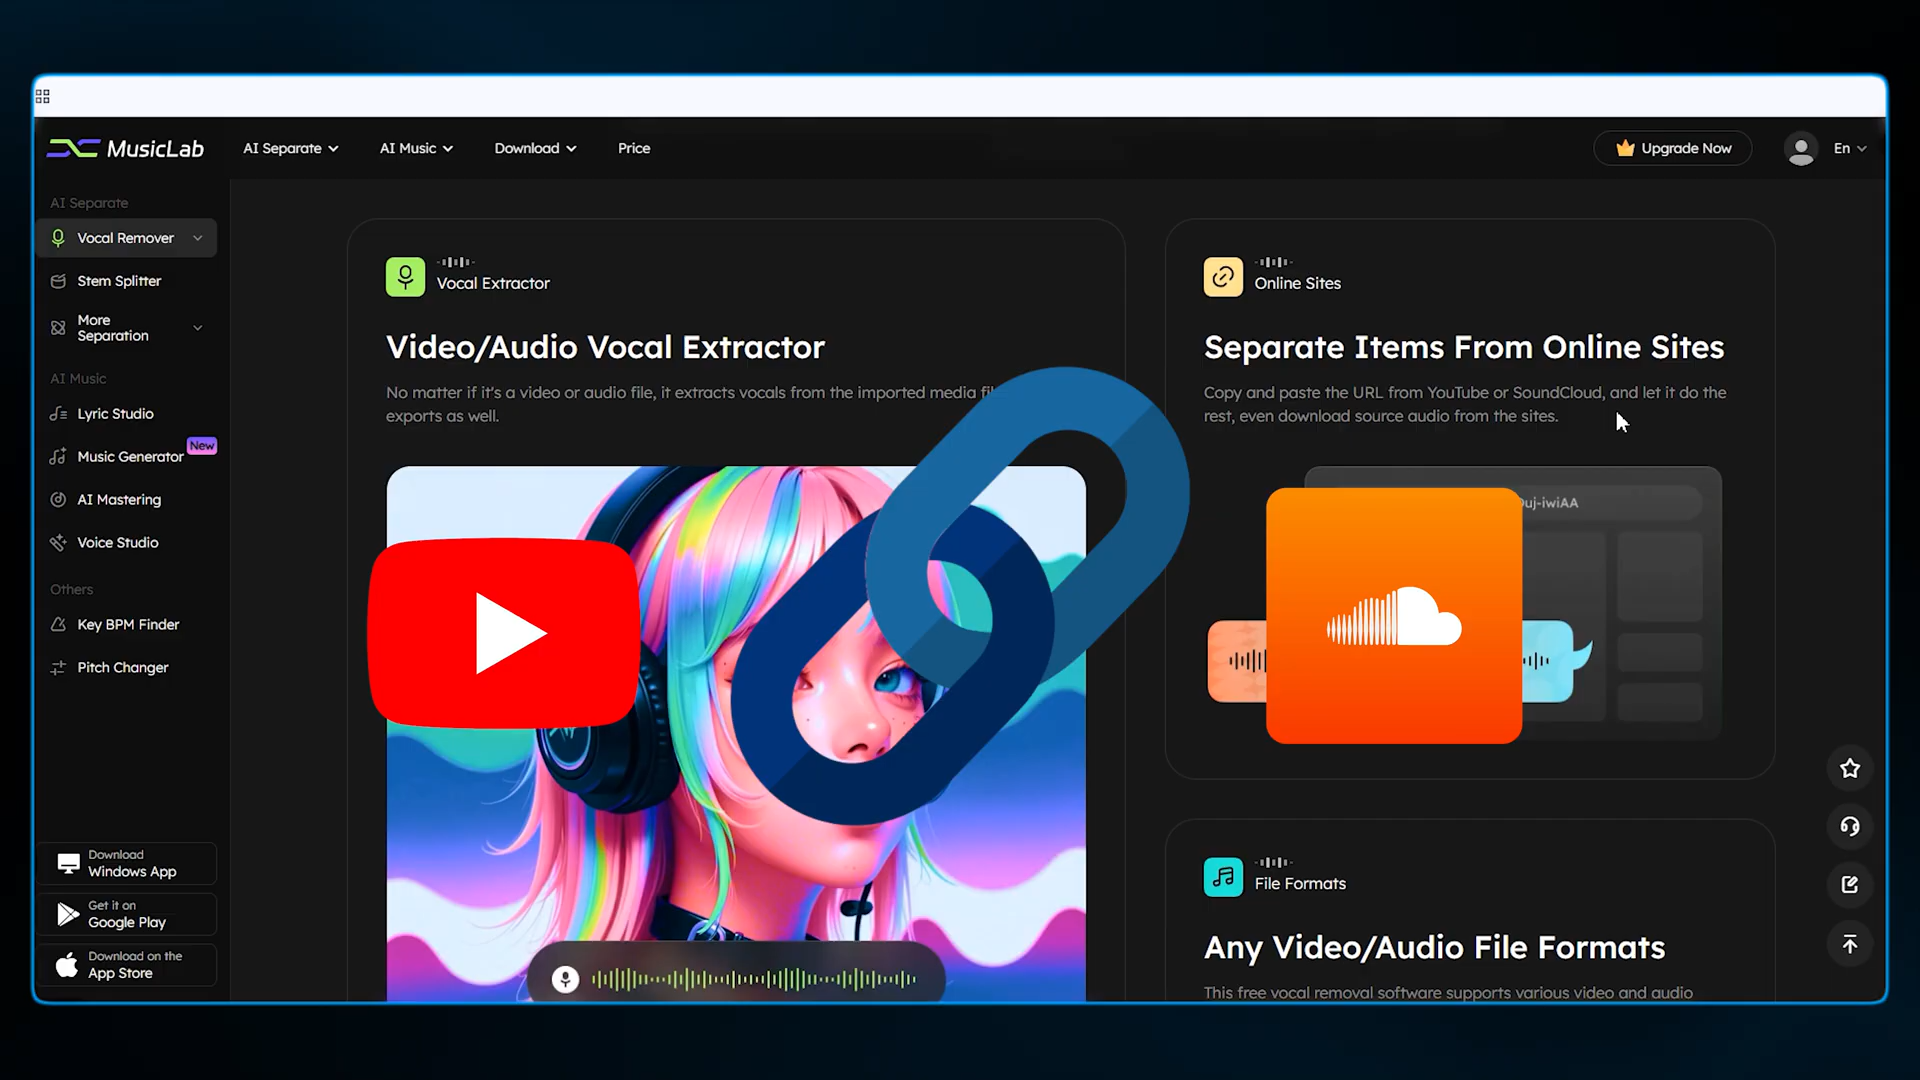 MusicLab
AI Separate
AI Music
Download
Price
Upgrade Now
En
AI Separate
Vocal Remover
Stem Splitter
More
Separation
AI Music
Lyric Studio
Music Generator
New
AI Mastering
Voice Studio
Others
Key BPM Finder
Pitch Changer
Download
Windows App
Get it on
Google Play
Download on the
App Store
Vocal Extractor
Video/Audio Vocal Extractor
No matter if it's a video or audio file, it extracts vocals from the imported media
exports as well.
Online Sites
Separate Items From Online Sites
Copy and paste the URL from YouTube or SoundCloud, and let it do the
rest, even download source audio from the sites.
uj-iwiAA
File Formats
Any Video/Audio File Formats
This free vocal removal software supports various video and audio